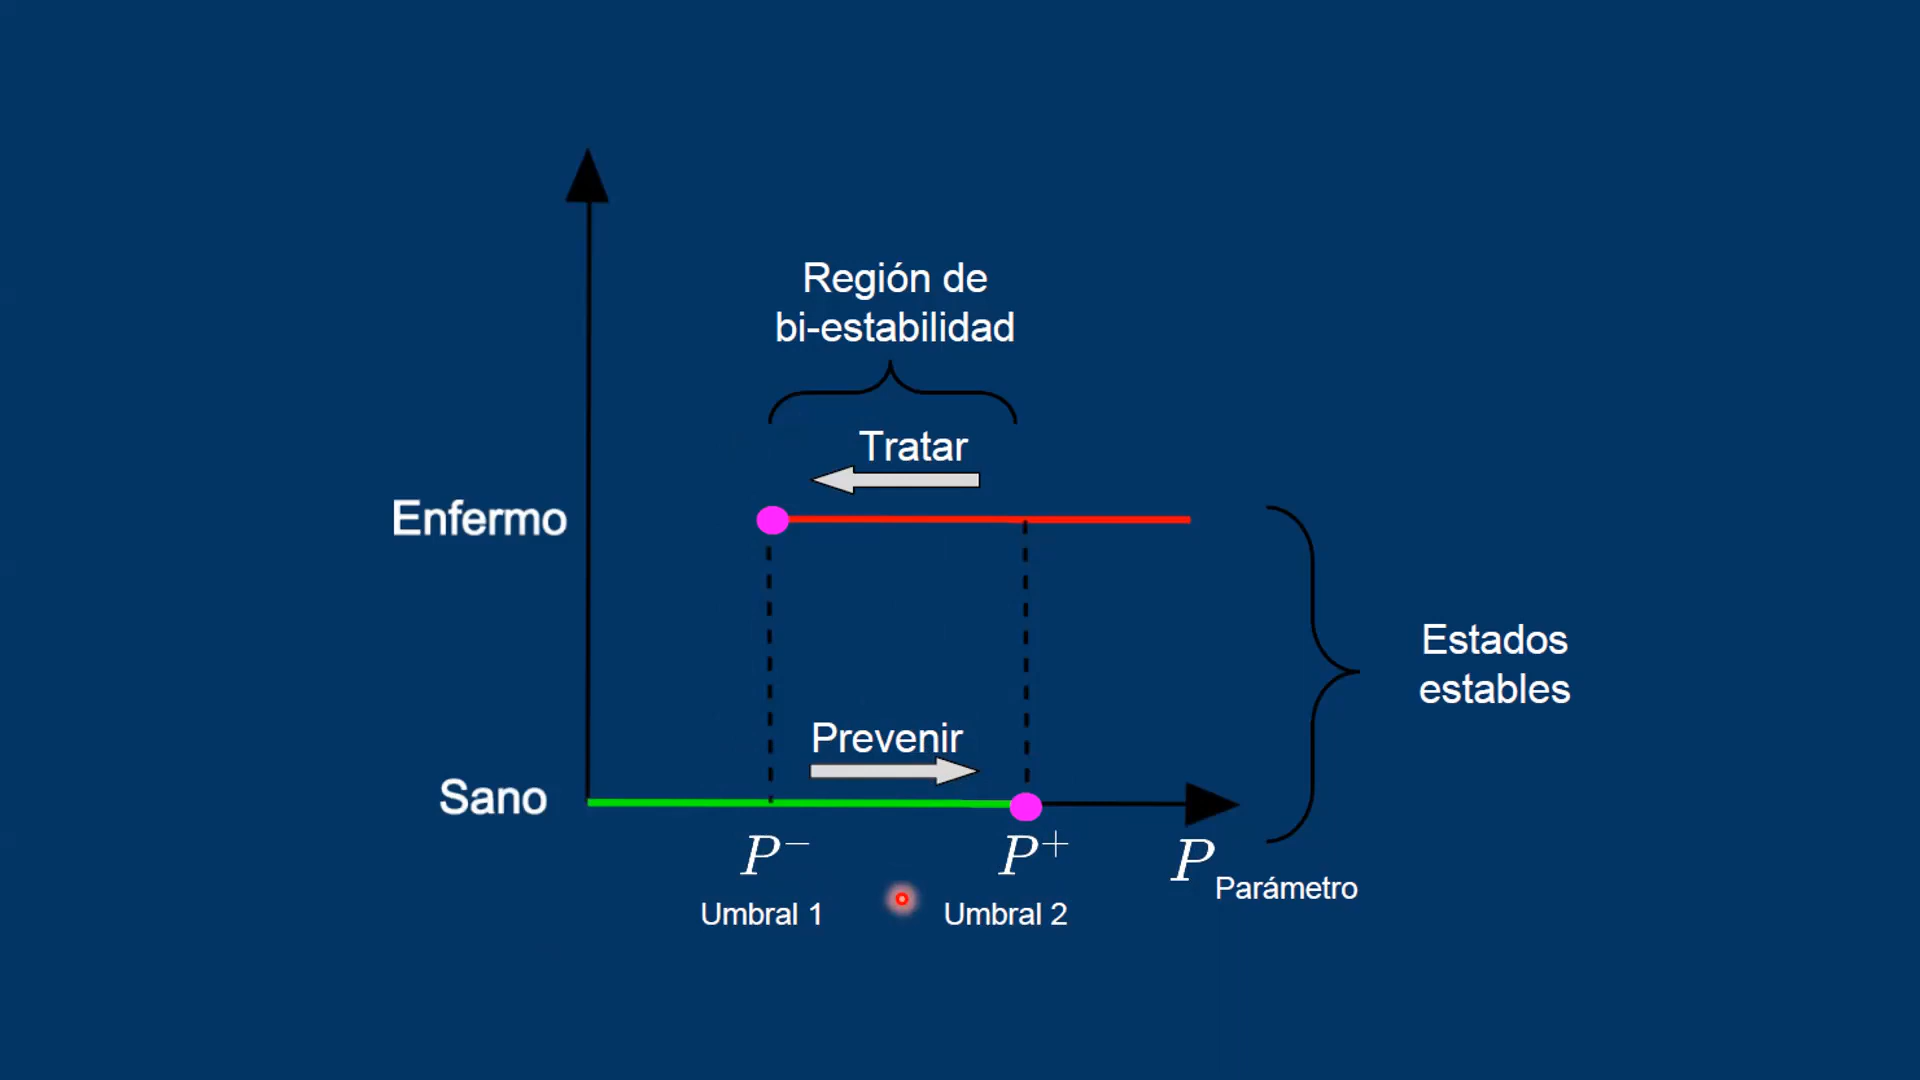 Región de
bi-estabilidad
Tratar
Enfermo
Estados
estables
Prevenir
Sano
P⁻
P⁺
P Parámetro
Umbral 1
Umbral 2